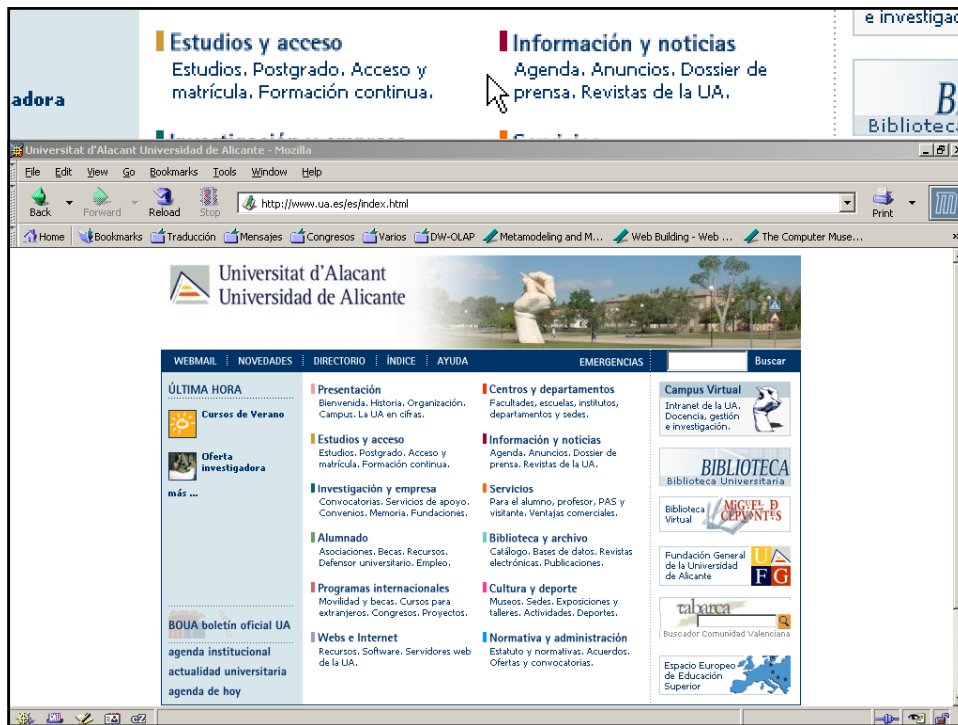 e investigac
Estudios y acceso
Estudios. Postgrado. Acceso y
matrícula. Formación continua.
Información y noticias
Agenda. Anuncios. Dossier de
prensa. Revistas de la UA.
adora
B
Bibliotec
Investigación y empresa
Servicios
Universitat d'Alacant Universidad de Alicante - Mozilla
File Edit View Go Bookmarks Tools Window Help
Back Forward Reload Stop http://www.ua.es/es/index.html Print
Home Bookmarks Traducción Mensajes Congresos Varios DW-OLAP Metamodeling and M... Web Building - Web ... The Computer Muse...
Universitat d'Alacant
Universidad de Alicante
WEBMAIL NOVEDADES DIRECTORIO ÍNDICE AYUDA EMERGENCIAS Buscar
ÚLTIMA HORA
Cursos de Verano
Oferta
investigadora
más ...
BOUA boletín oficial UA
agenda institucional
actualidad universitaria
agenda de hoy
Presentación
Bienvenida. Historia. Organización.
Campus. La UA en cifras.
Estudios y acceso
Estudios. Postgrado. Acceso y
matrícula. Formación continua.
Investigación y empresa
Convocatorias. Servicios de apoyo.
Convenios. Memoria. Fundaciones.
Alumnado
Asociaciones. Becas. Recursos.
Defensor universitario. Empleo.
Programas internacionales
Movilidad y becas. Cursos para
extranjeros. Congresos. Proyectos.
Webs e Internet
Recursos. Software. Servidores web
de la UA.
Centros y departamentos
Facultades, escuelas, institutos,
departamentos y sedes.
Información y noticias
Agenda. Anuncios. Dossier de
prensa. Revistas de la UA.
Servicios
Para el alumno, profesor, PAS y
visitante. Ventajas comerciales.
Biblioteca y archivo
Catálogo. Bases de datos. Revistas
electrónicas. Publicaciones.
Cultura y deporte
Museos. Sedes. Exposiciones y
talleres. Actividades. Deportes.
Normativa y administración
Estatuto y normativas. Acuerdos.
Ofertas y convocatorias.
Campus Virtual
Intranet de la UA.
Docencia, gestión
e investigación.
BIBLIOTECA
Biblioteca Universitaria
Biblioteca
Virtual
MIGUEL D
CERVANTES
Fundación General
de la Universidad
de Alicante
UA
FG
tabarca
Buscador Comunidad Valenciana
Espacio Europeo
de Educación
Superior